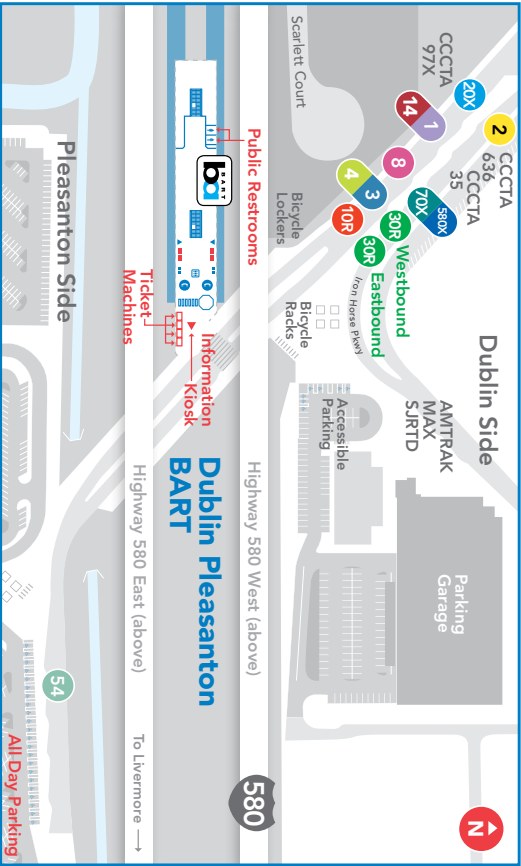 Scarlett Court
CCCTA
97X
20X
2
CCCTA
636
CCCTA
35
14
1
8
4
3
10R
70X
580X
30R
Westbound
30R
Eastbound
Iron Horse Pkwy
Bicycle
Lockers
Bicycle
Racks
Dublin Side
AMTRAK
MAX
SJRTD
Accessible
Parking
Parking
Garage
N
Public Restrooms
BART
ba
Information
Kiosk
Ticket
Machines
Dublin Pleasanton
BART
Highway 580 West (above)
580
Highway 580 East (above)
To Livermore
Pleasanton Side
54
All Day Parking